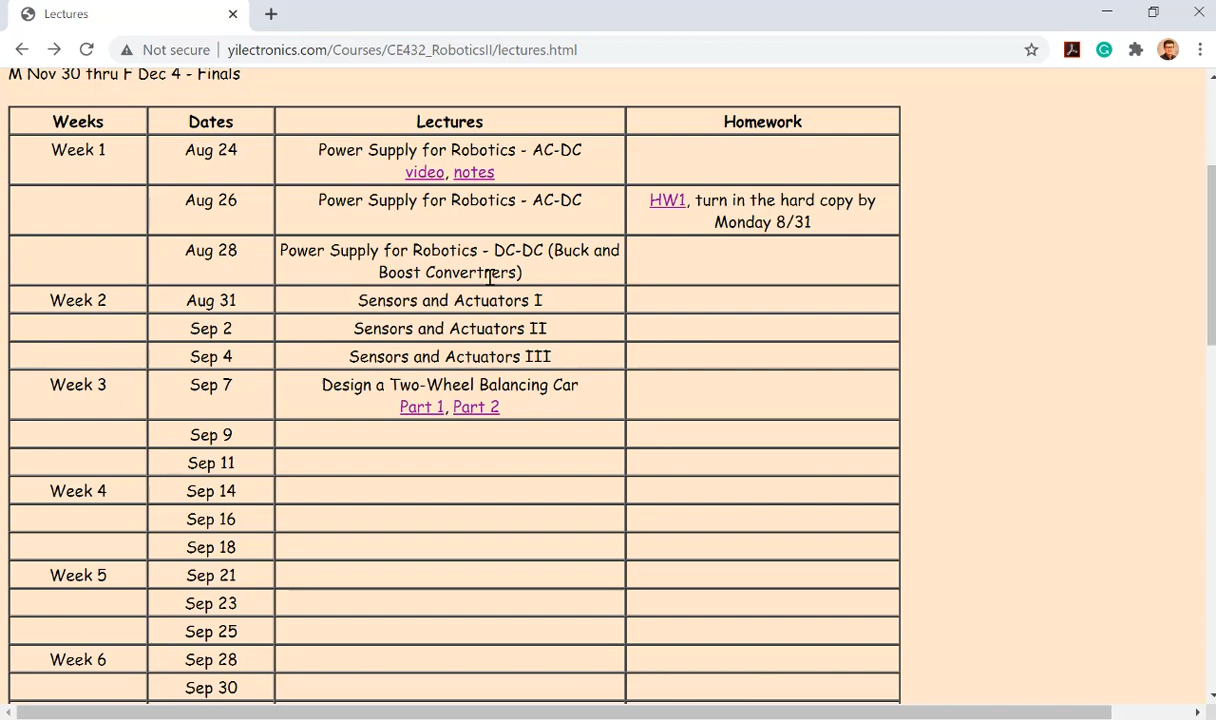 Lectures
Not secure
yilectronics.com/Courses/CE432_RoboticsII/lectures.html
M Nov 30 thru F Dec 4 - Finals
Weeks Dates Lectures Homework
Week 1 Aug 24 Power Supply for Robotics - AC-DC
video, notes
Aug 26 Power Supply for Robotics - AC-DC HW1, turn in the hard copy by
Monday 8/31
Aug 28 Power Supply for Robotics - DC-DC (Buck and
Boost Convertners)
Week 2 Aug 31 Sensors and Actuators I
Sep 2 Sensors and Actuators II
Sep 4 Sensors and Actuators III
Week 3 Sep 7 Design a Two-Wheel Balancing Car
Part 1, Part 2
Sep 9
Sep 11
Week 4 Sep 14
Sep 16
Sep 18
Week 5 Sep 21
Sep 23
Sep 25
Week 6 Sep 28
Sep 30